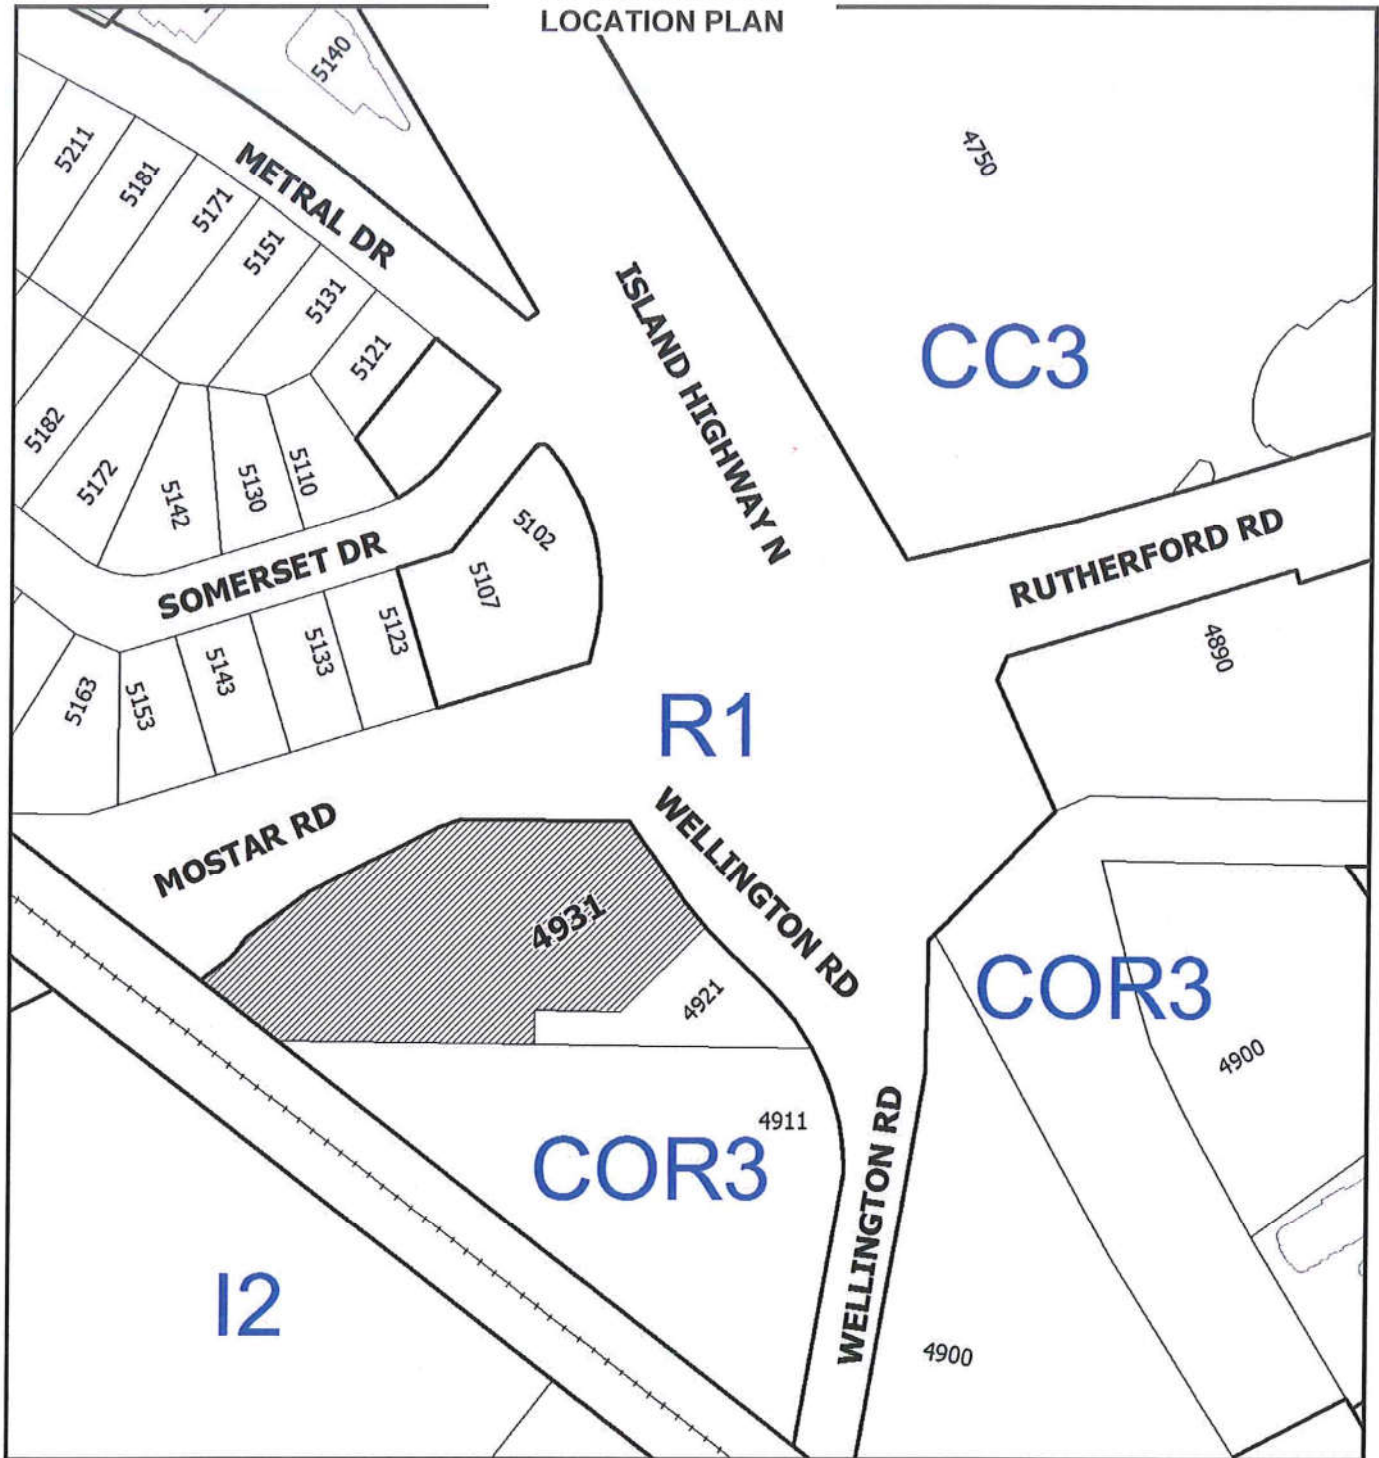 LOCATION PLAN
5140
4750
5211
METRAL DR
5181
5171
5151
ISLAND HIGHWAY N
5131
5121
CC3
5182
5172
5142
5130
5110
5102
RUTHERFORD RD
SOMERSET DR
5107
5123
5133
5143
4890
5163
5153
R1
MOSTAR RD
WELLINGTON RD
4931
4921
COR3
4900
4911
COR3
WELLINGTON RD
I2
4900